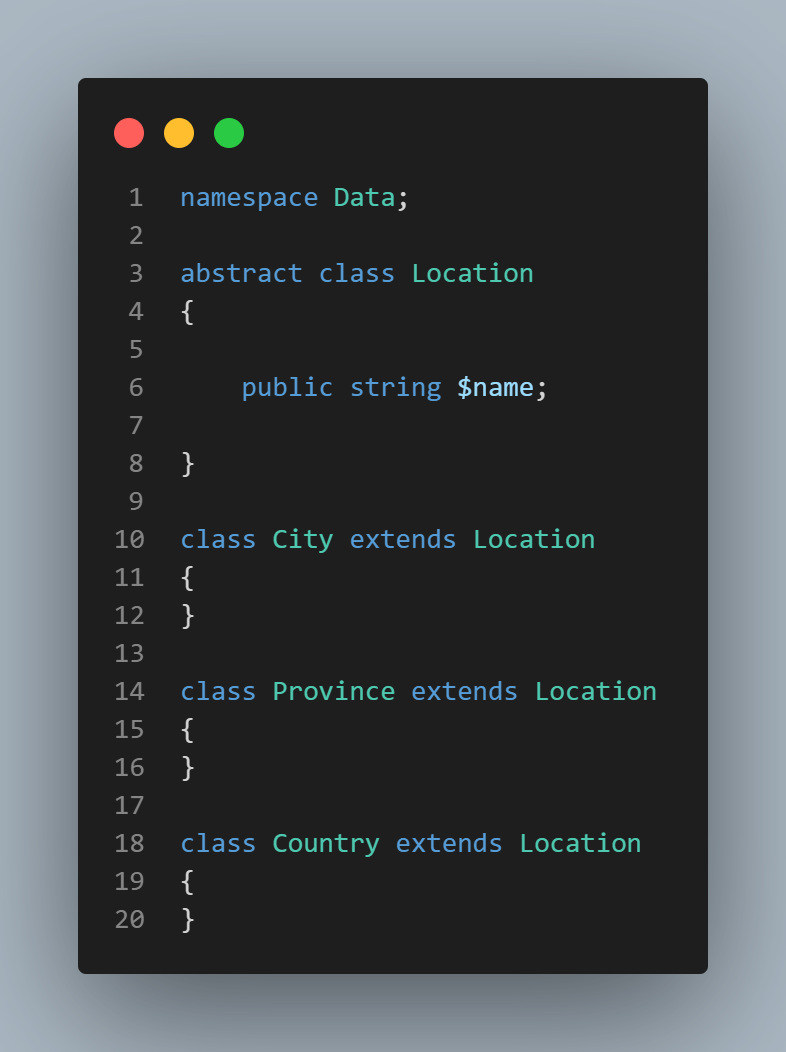 1 namespace Data;
2
3 abstract class Location
4 {
5
6     public string $name;
7
8 }
9
10 class City extends Location
11 {
12 }
13
14 class Province extends Location
15 {
16 }
17
18 class Country extends Location
19 {
20 }